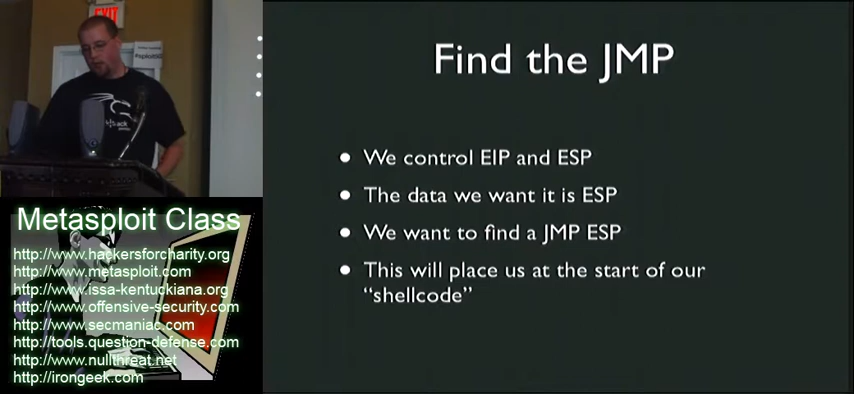 EXIT
Find the JMP
We control EIP and ESP
The data we want it is ESP
We want to find a JMP ESP
This will place us at the start of our
“shellcode”
Metasploit Class
http://www.hackersforcharity.org
http://www.metasploit.com
http://www.issa-kentuckiana.org
http://www.offensive-security.com
http://www.secmaniac.com
http://tools.question-defense.com
http://www.nullthreat.net
http://irongeek.com